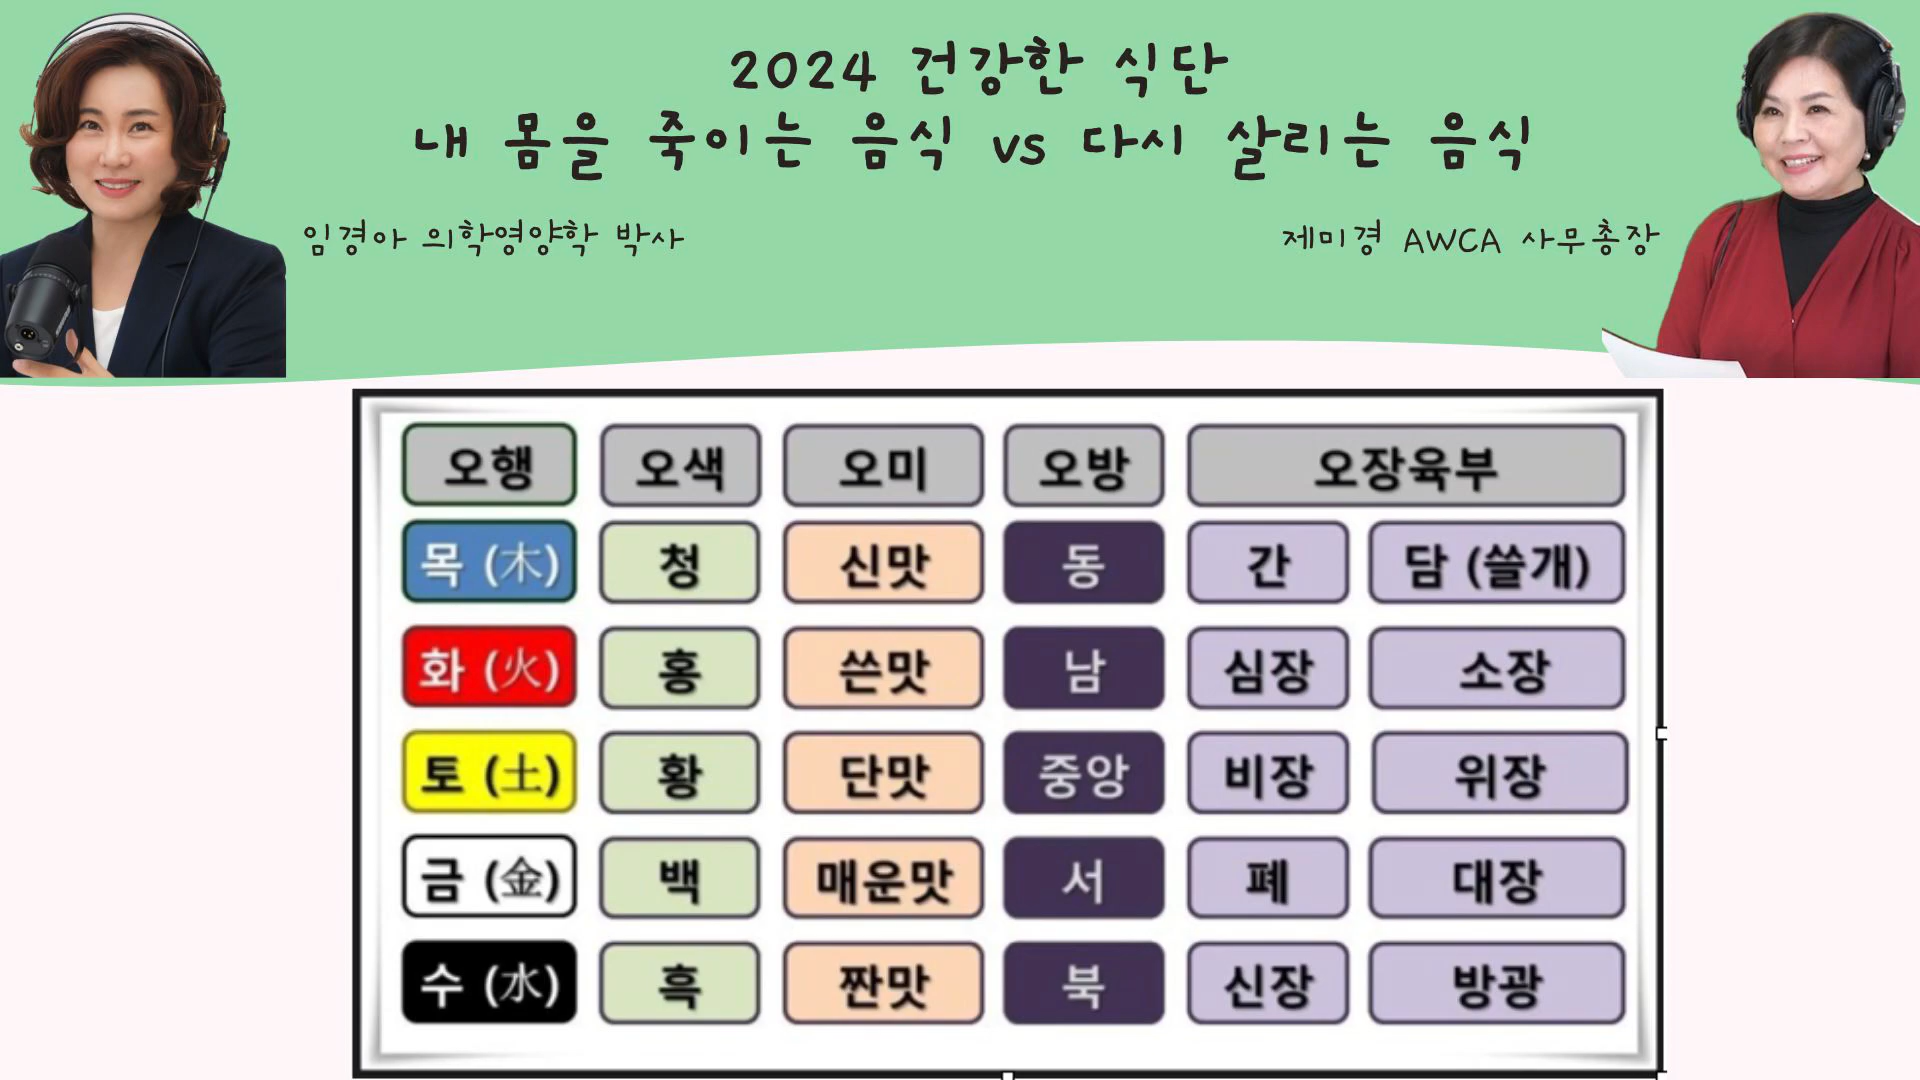 2024 건강한 식단
내 몸을 죽이는 음식 vs 다시 살리는 음식
임경아 의학영양학 박사
제미경 AWCA 사무총장
오행 오색 오미 오방 오장육부
목 (木) 청 신맛 동 간 담 (쓸개)
화 (火) 홍 쓴맛 남 심장 소장
토 (土) 황 단맛 중앙 비장 위장
금 (金) 백 매운맛 서 폐 대장
수 (水) 흑 짠맛 북 신장 방광